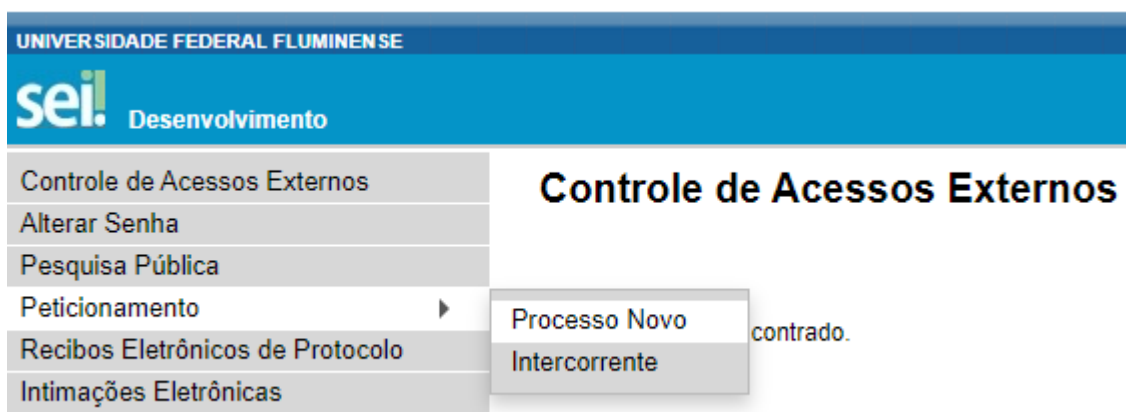 UNIVERSIDADE FEDERAL FLUMINENSE
sei!
Desenvolvimento
Controle de Acessos Externos
Alterar Senha
Pesquisa Pública
Peticionamento
Recibos Eletrônicos de Protocolo
Intimações Eletrônicas
Processo Novo
Intercorrente
Controle de Acessos Externos
contrado.